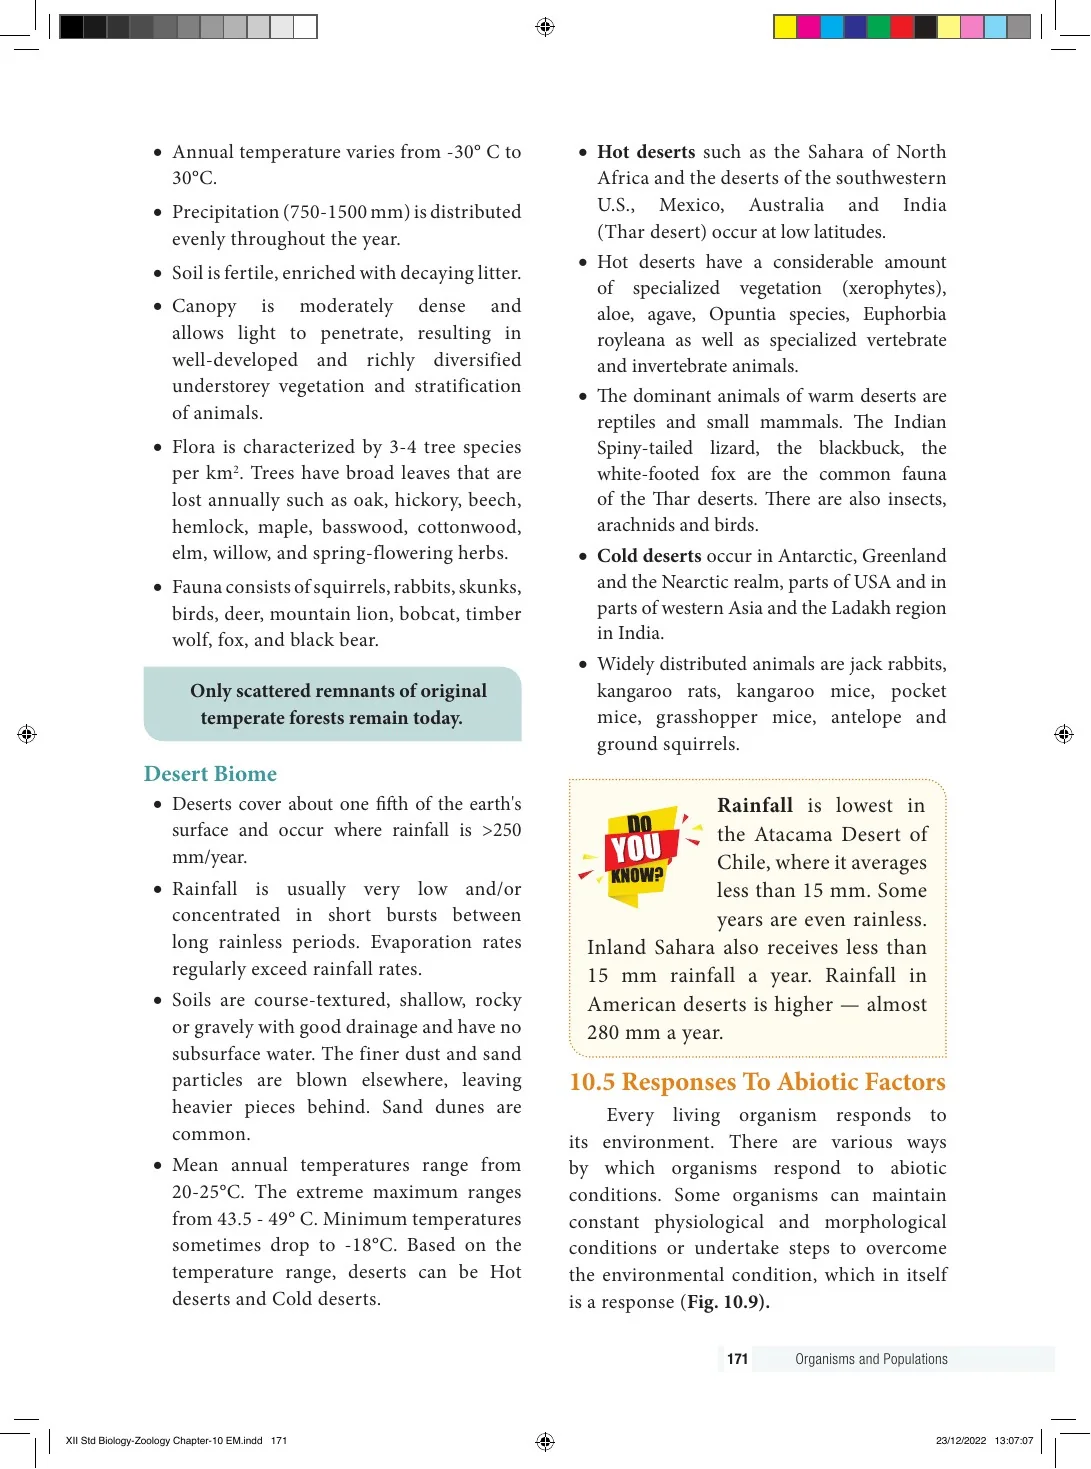 • Annual temperature varies from -30° C to
30°C.
• Precipitation (750-1500 mm) is distributed
evenly throughout the year.
• Soil is fertile, enriched with decaying litter.
• Canopy is moderately dense and
allows light to penetrate, resulting in
well-developed and richly diversified
understorey vegetation and stratification
of animals.
• Flora is characterized by 3-4 tree species
per km². Trees have broad leaves that are
lost annually such as oak, hickory, beech,
hemlock, maple, basswood, cottonwood,
elm, willow, and spring-flowering herbs.
• Fauna consists of squirrels, rabbits, skunks,
birds, deer, mountain lion, bobcat, timber
wolf, fox, and black bear.
Only scattered remnants of original
temperate forests remain today.
Desert Biome
• Deserts cover about one fifth of the earth's
surface and occur where rainfall is >250
mm/year.
• Rainfall is usually very low and/or
concentrated in short bursts between
long rainless periods. Evaporation rates
regularly exceed rainfall rates.
• Soils are course-textured, shallow, rocky
or gravely with good drainage and have no
subsurface water. The finer dust and sand
particles are blown elsewhere, leaving
heavier pieces behind. Sand dunes are
common.
• Mean annual temperatures range from
20-25°C. The extreme maximum ranges
from 43.5 - 49° C. Minimum temperatures
sometimes drop to -18°C. Based on the
temperature range, deserts can be Hot
deserts and Cold deserts.
• Hot deserts such as the Sahara of North
Africa and the deserts of the southwestern
U.S., Mexico, Australia and India
(Thar desert) occur at low latitudes.
• Hot deserts have a considerable amount
of specialized vegetation (xerophytes),
aloe, agave, Opuntia species, Euphorbia
royleana as well as specialized vertebrate
and invertebrate animals.
• The dominant animals of warm deserts are
reptiles and small mammals. The Indian
Spiny-tailed lizard, the blackbuck, the
white-footed fox are the common fauna
of the Thar deserts. There are also insects,
arachnids and birds.
• Cold deserts occur in Antarctic, Greenland
and the Nearctic realm, parts of USA and in
parts of western Asia and the Ladakh region
in India.
• Widely distributed animals are jack rabbits,
kangaroo rats, kangaroo mice, pocket
mice, grasshopper mice, antelope and
ground squirrels.
DO
YOU
KNOW?
Rainfall is lowest in
the Atacama Desert of
Chile, where it averages
less than 15 mm. Some
years are even rainless.
Inland Sahara also receives less than
15 mm rainfall a year. Rainfall in
American deserts is higher — almost
280 mm a year.
10.5 Responses To Abiotic Factors
Every living organism responds to
its environment. There are various ways
by which organisms respond to abiotic
conditions. Some organisms can maintain
constant physiological and morphological
conditions or undertake steps to overcome
the environmental condition, which in itself
is a response (Fig. 10.9).
171 Organisms and Populations
XII Std Biology-Zoology Chapter-10 EM.indd 171
23/12/2022 13:07:07